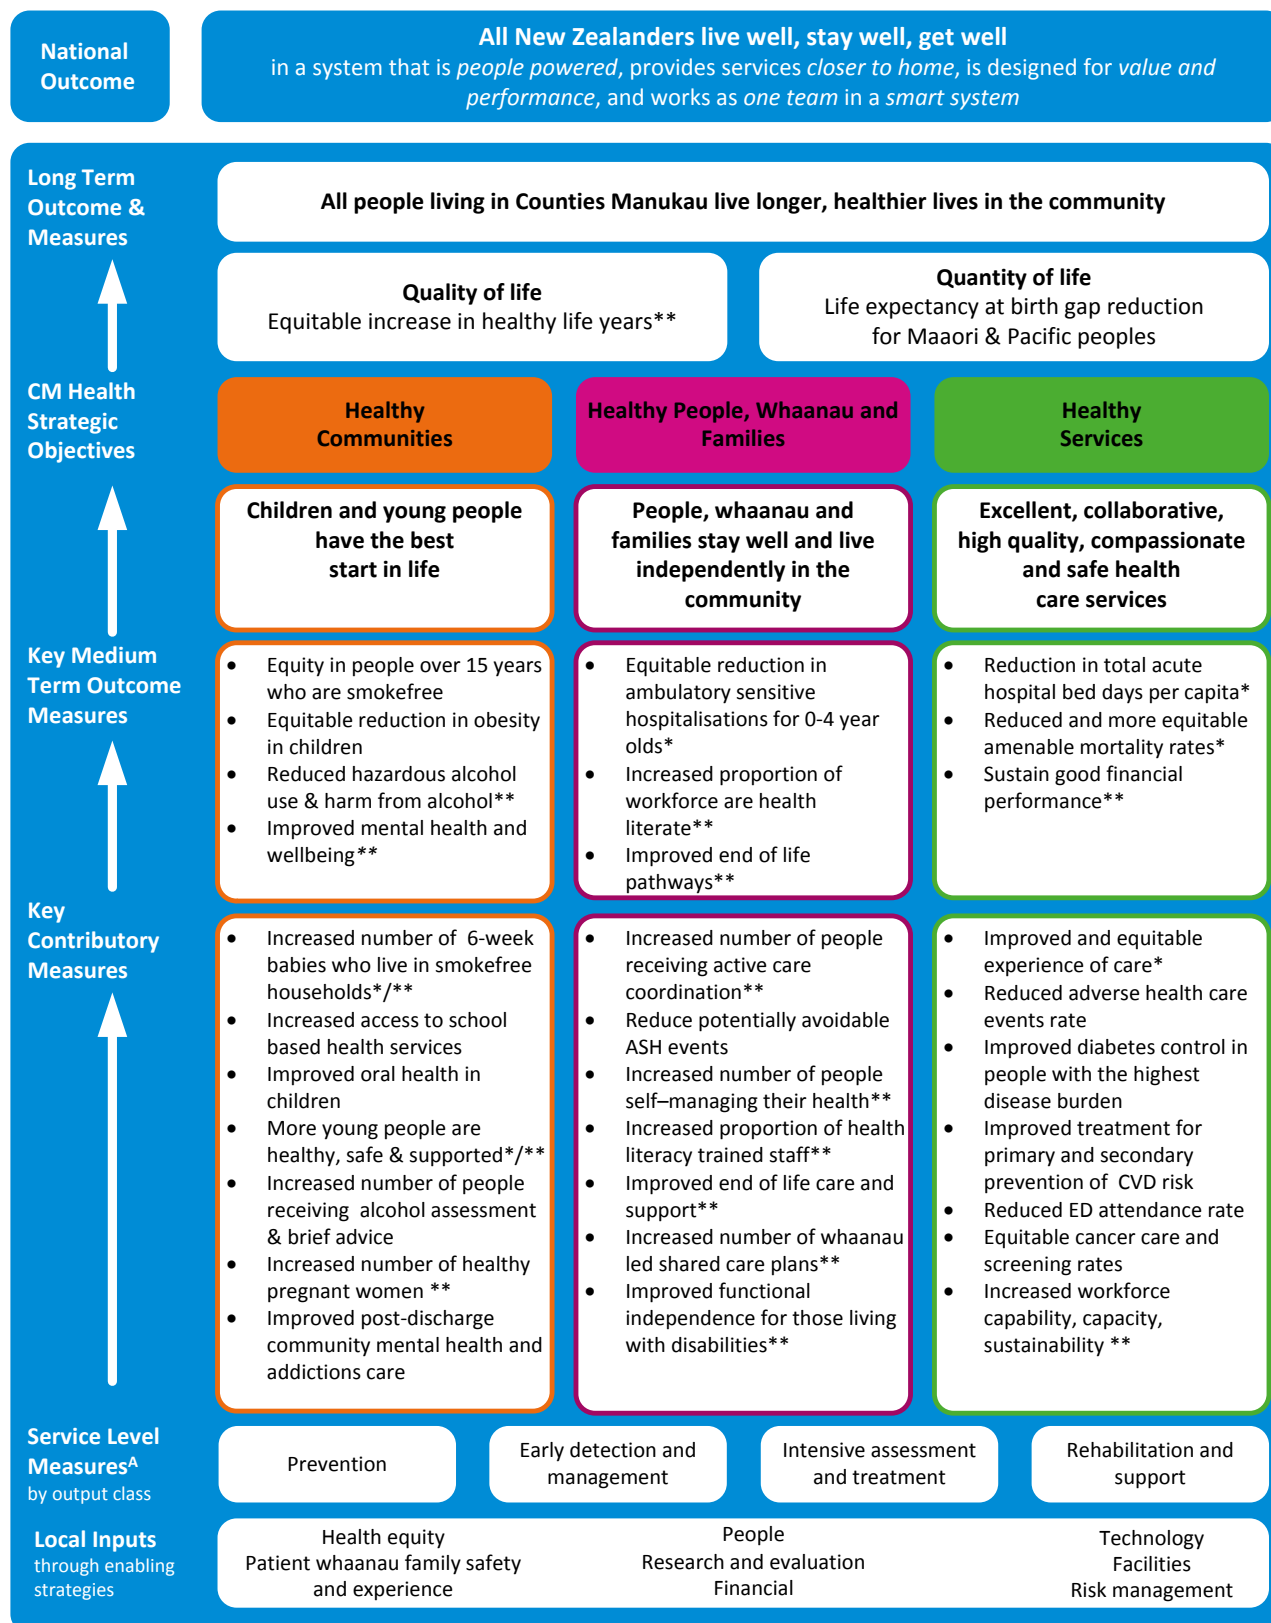 National
Outcome
All New Zealanders live well, stay well, get well
in a system that is people powered, provides services closer to home, is designed for value and
performance, and works as one team in a smart system
Long Term
Outcome &
Measures
All people living in Counties Manukau live longer, healthier lives in the community
Quality of life
Equitable increase in healthy life years**
Quantity of life
Life expectancy at birth gap reduction
for Maaori & Pacific peoples
CM Health
Strategic
Objectives
Healthy
Communities
Healthy People, Whaanau and
Families
Healthy
Services
Children and young people
have the best
start in life
People, whaanau and
families stay well and live
independently in the
community
Excellent, collaborative,
high quality, compassionate
and safe health
care services
Key Medium
Term Outcome
Measures
• Equity in people over 15 years
who are smokefree
• Equitable reduction in obesity
in children
• Reduced hazardous alcohol
use & harm from alcohol**
• Improved mental health and
wellbeing**
• Equitable reduction in
ambulatory sensitive
hospitalisations for 0-4 year
olds*
• Increased proportion of
workforce are health
literate**
• Improved end of life
pathways**
• Reduction in total acute
hospital bed days per capita*
• Reduced and more equitable
amenable mortality rates*
• Sustain good financial
performance**
Key
Contributory
Measures
• Increased number of 6-week
babies who live in smokefree
households*/**
• Increased access to school
based health services
• Improved oral health in
children
• More young people are
healthy, safe & supported*/**
• Increased number of people
receiving alcohol assessment
& brief advice
• Increased number of healthy
pregnant women **
• Improved post-discharge
community mental health and
addictions care
• Increased number of people
receiving active care
coordination**
• Reduce potentially avoidable
ASH events
• Increased number of people
self–managing their health**
• Increased proportion of health
literacy trained staff**
• Improved end of life care and
support**
• Increased number of whaanau
led shared care plans**
• Improved functional
independence for those living
with disabilities**
• Improved and equitable
experience of care*
• Reduced adverse health care
events rate
• Improved diabetes control in
people with the highest
disease burden
• Improved treatment for
primary and secondary
prevention of CVD risk
• Reduced ED attendance rate
• Equitable cancer care and
screening rates
• Increased workforce
capability, capacity,
sustainability **
Service Level
Measuresᴬ
by output class
Prevention
Early detection and
management
Intensive assessment
and treatment
Rehabilitation and
support
Local Inputs
through enabling
strategies
Health equity
Patient whaanau family safety
and experience
People
Research and evaluation
Financial
Technology
Facilities
Risk management